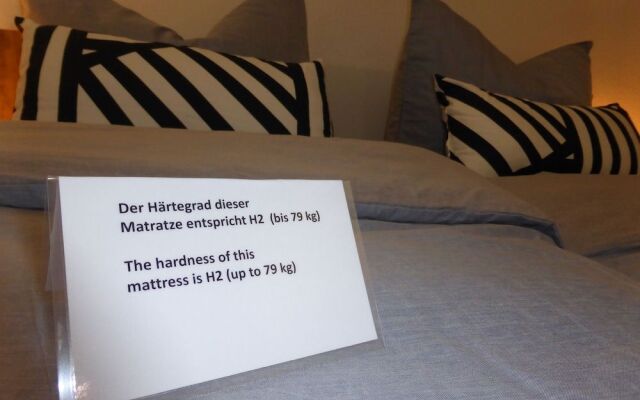 Der Härtegrad dieser
Matratze entspricht H2 (bis 79 kg)
The hardness of this
mattress is H2 (up to 79 kg)